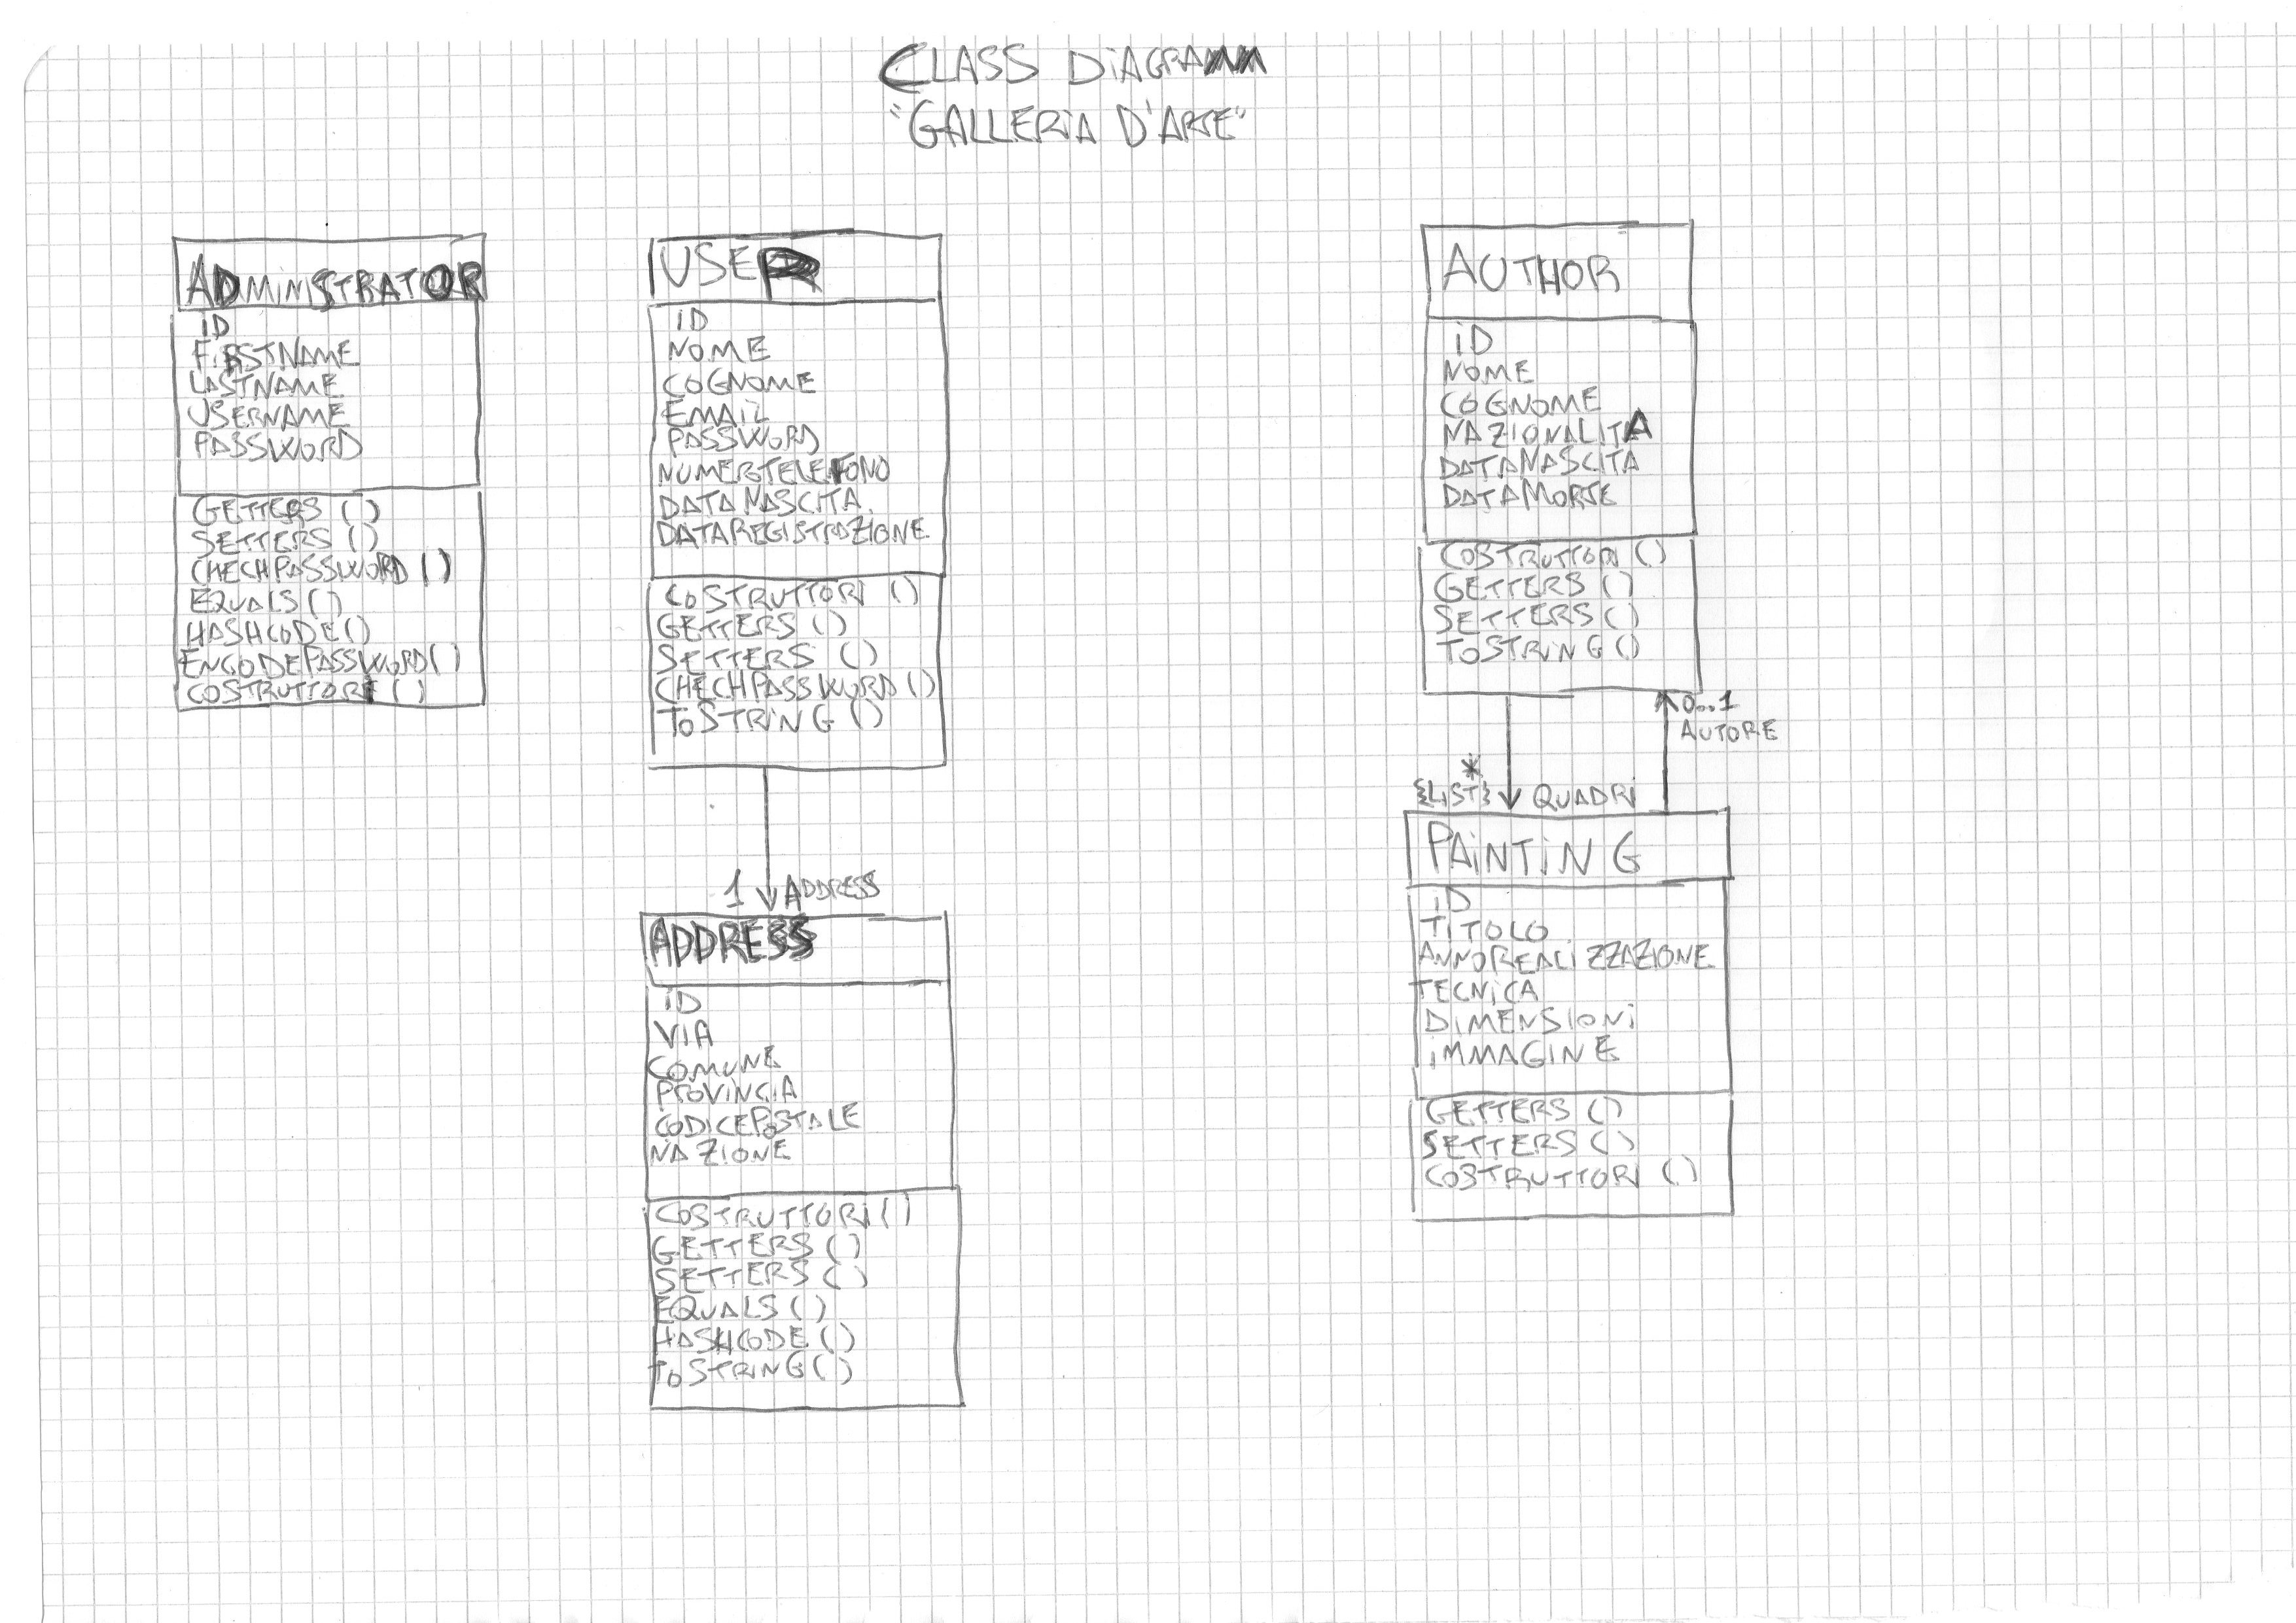 CLASS DIAGRAMM
"GALLERIA D'ARTE"
ADMINISTRATOR
ID
FIRSTNAME
LASTNAME
USERNAME
PASSWORD
GETTERS ()
SETTERS ()
CHECHPASSWORD ()
EQUALS ()
HASHCODE ()
ENCODEPASSWORD ()
COSTRUTTORI ()
USER
ID
NOME
COGNOME
EMAIL
PASSWORD
NUMEROTELEFONO
DATANASCITA
DATAREGISTRAZIONE
COSTRUTTORI ()
GETTERS ()
SETTERS ()
CHECHPASSWORD ()
TOSTRING ()
1 ADDRESS
ADDRESS
ID
VIA
COMUNE
PROVINCIA
CODICEPOSTALE
NAZIONE
COSTRUTTORI ()
GETTERS ()
SETTERS ()
EQUALS ()
HASHCODE ()
TOSTRING ()
AUTHOR
ID
NOME
COGNOME
NAZIONALITA
DATANASCITA
DATAMORTE
COSTRUTTORI ()
GETTERS ()
SETTERS ()
TOSTRING ()
0..1
AUTORE
*
{LIST} QUADRI
PAINTING
ID
TITOLO
ANNOREALIZZAZIONE
TECNICA
DIMENSIONI
IMMAGINE
GETTERS ()
SETTERS ()
COSTRUTTORI ()